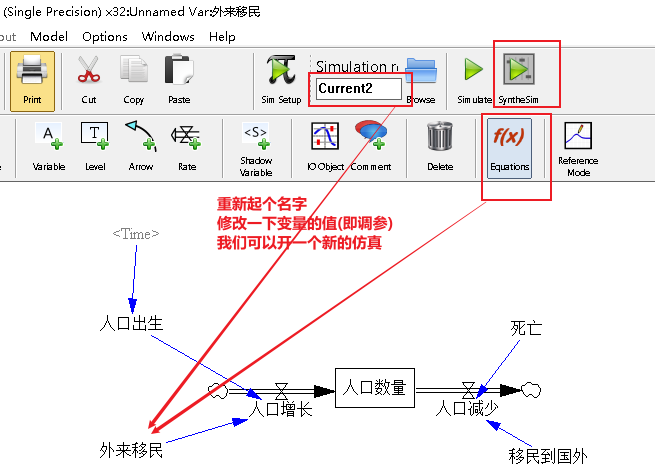 (Single Precision) x32:Unnamed Var:外来移民
out Model Options Windows Help
Print Cut Copy Paste Sim Setup Simulation re Current2 Browse Simulate SyntheSim
Variable Level Arrow Rate Shadow Variable IO Object Comment Delete Equations Reference Mode
重新起个名字
修改一下变量的值(即调参)
我们可以开一个新的仿真
<Time>
人口出生
死亡
人口数量
人口增长
人口减少
外来移民
移民到国外